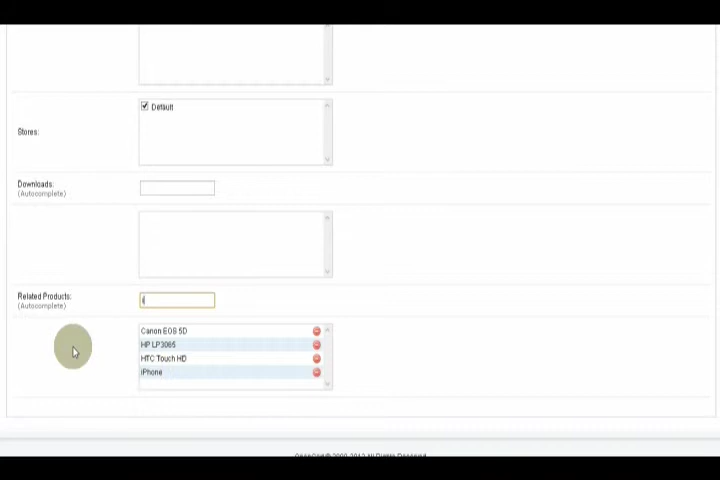 Default
Stores:
Downloads:
(Autocomplete)
Related Products:
(Autocomplete)
Canon EOS 5D
HP LP3065
HTC Touch HD
iPhone